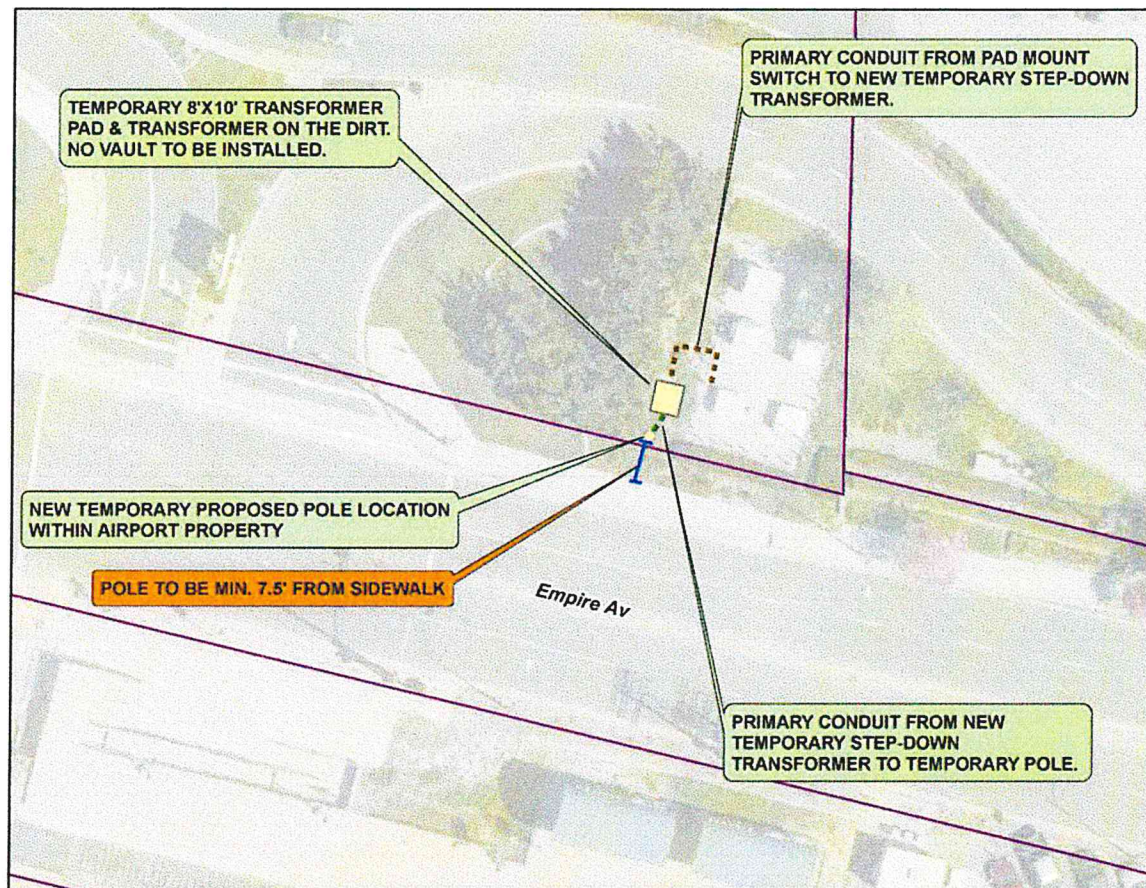 PRIMARY CONDUIT FROM PAD MOUNT
SWITCH TO NEW TEMPORARY STEP-DOWN
TRANSFORMER.
TEMPORARY 8'X10' TRANSFORMER
PAD & TRANSFORMER ON THE DIRT.
NO VAULT TO BE INSTALLED.
NEW TEMPORARY PROPOSED POLE LOCATION
WITHIN AIRPORT PROPERTY
POLE TO BE MIN. 7.5' FROM SIDEWALK
Empire Av
PRIMARY CONDUIT FROM NEW
TEMPORARY STEP-DOWN
TRANSFORMER TO TEMPORARY POLE.